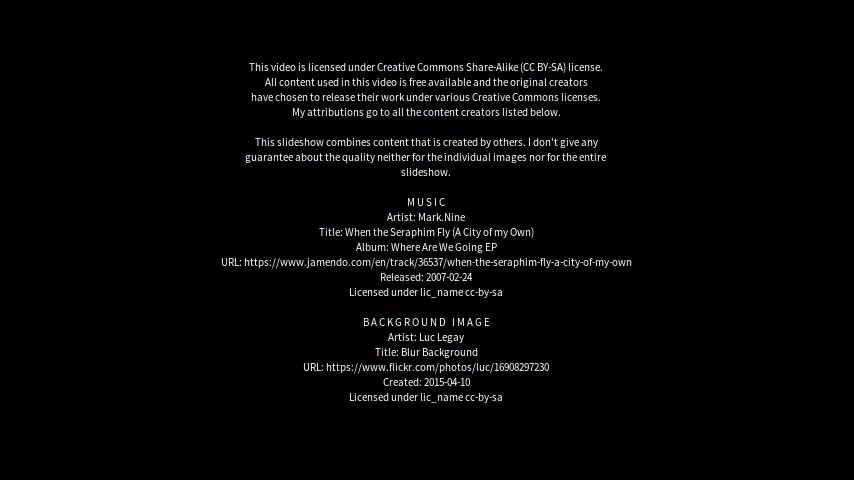 This video is licensed under Creative Commons Share-Alike (CC BY-SA) license.
All content used in this video is free available and the original creators
have chosen to release their work under various Creative Commons licenses.
My attributions go to all the content creators listed below.
This slideshow combines content that is created by others. I don't give any
guarantee about the quality neither for the individual images nor for the entire
slideshow.
MUSIC
Artist: Mark.Nine
Title: When the Seraphim Fly (A City of my Own)
Album: Where Are We Going EP
URL: https://www.jamendo.com/en/track/36537/when-the-seraphim-fly-a-city-of-my-own
Released: 2007-02-24
Licensed under lic_name cc-by-sa
BACKGROUND IMAGE
Artist: Luc Legay
Title: Blur Background
URL: https://www.flickr.com/photos/luc/16908297230
Created: 2015-04-10
Licensed under lic_name cc-by-sa